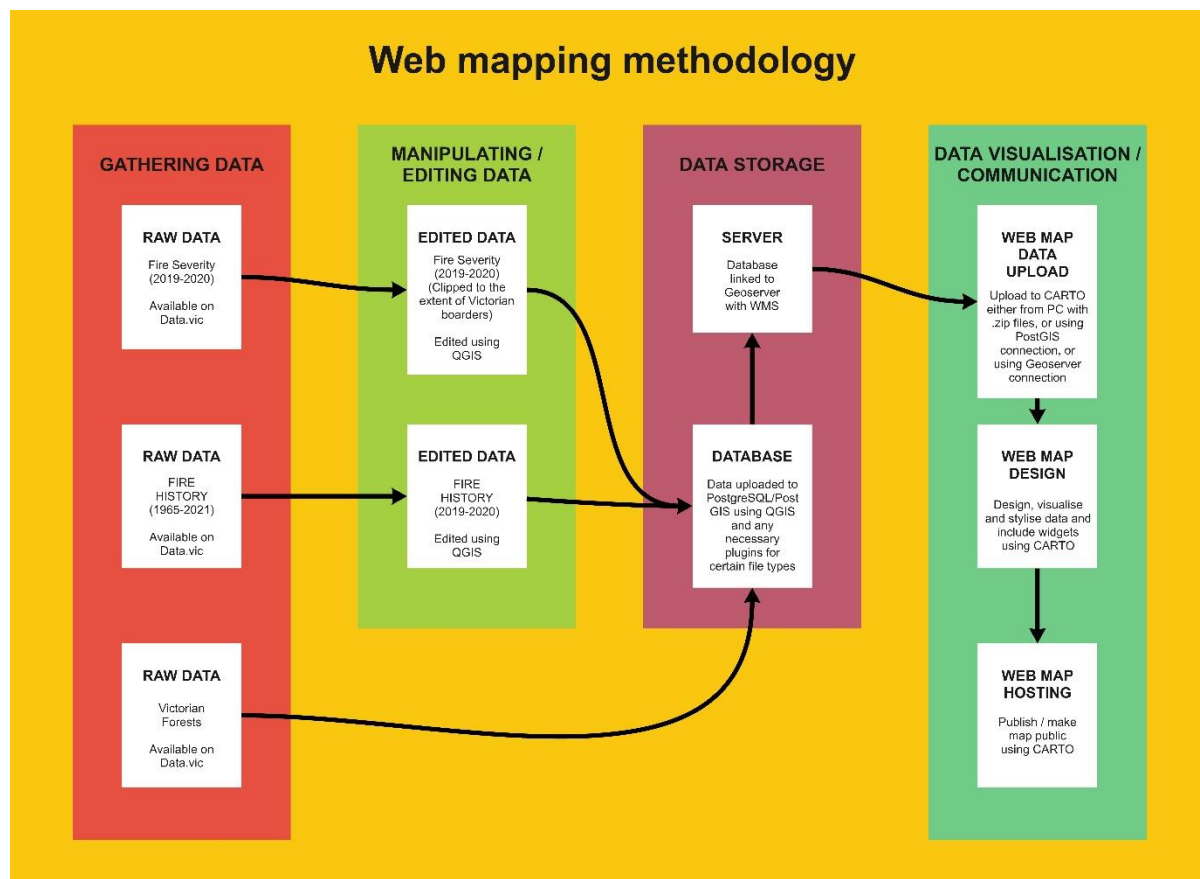 Web mapping methodology
GATHERING DATA
RAW DATA
Fire Severity
(2019-2020)
Available on
Data.vic
RAW DATA
FIRE
HISTORY
(1965-2021)
Available on
Data.vic
RAW DATA
Victorian
Forests
Available on
Data.vic
MANIPULATING /
EDITING DATA
EDITED DATA
Fire Severity
(2019-2020)
(Clipped to the
extent of Victorian
boarders)
Edited using
QGIS
EDITED DATA
FIRE
HISTORY
(2019-2020)
Edited using
QGIS
DATA STORAGE
SERVER
Database
linked to
Geoserver
with WMS
DATABASE
Data uploaded to
PostgreSQL/Post
GIS using QGIS
and any
necessary
plugins for
certain file types
DATA VISUALISATION /
COMMUNICATION
WEB MAP
DATA
UPLOAD
Upload to CARTO
either from PC with
.zip files, or using
PostGIS
connection, or
using Geoserver
connection
WEB MAP
DESIGN
Design, visualise
and stylise data and
include widgets
using CARTO
WEB MAP
HOSTING
Publish / make
map public
using CARTO